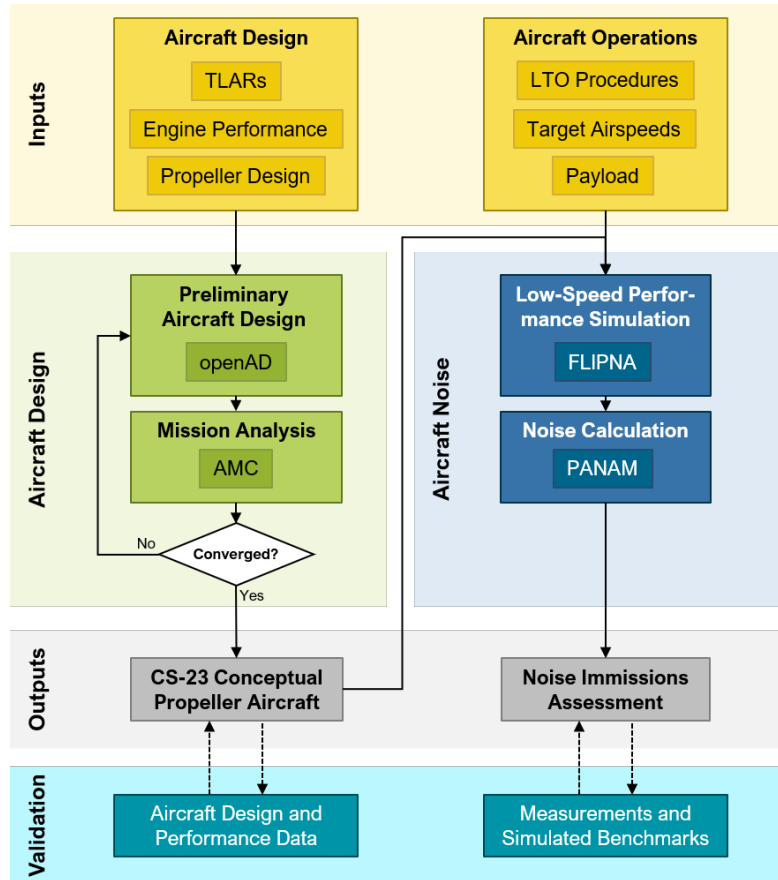 Inputs
Aircraft Design
TLARs
Engine Performance
Propeller Design
Aircraft Operations
LTO Procedures
Target Airspeeds
Payload
Aircraft Design
Preliminary
Aircraft Design
openAD
Mission Analysis
AMC
Converged?
No
Yes
Aircraft Noise
Low-Speed Perfor-
mance Simulation
FLIPNA
Noise Calculation
PANAM
Outputs
CS-23 Conceptual
Propeller Aircraft
Noise Immissions
Assessment
Validation
Aircraft Design and
Performance Data
Measurements and
Simulated Benchmarks